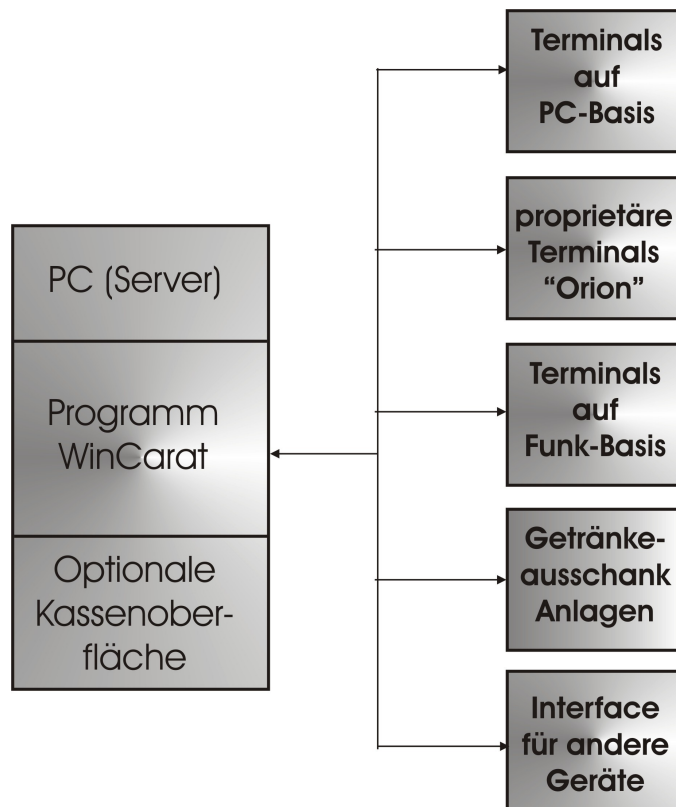 PC (Server)
Programm
WinCarat
Optionale
Kassenober-
fläche
Terminals
auf
PC-Basis
proprietäre
Terminals
“Orion”
Terminals
auf
Funk-Basis
Getränke-
ausschank
Anlagen
Interface
für andere
Geräte